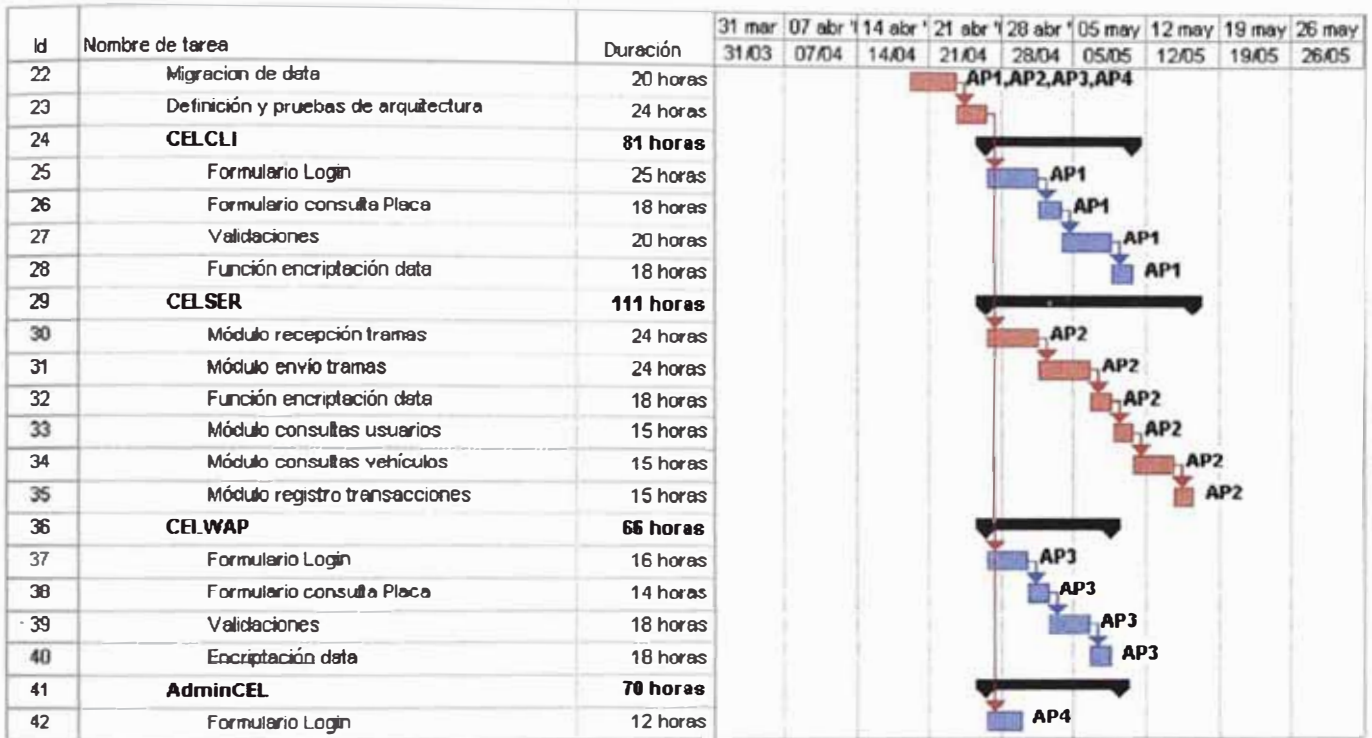 31 mar 07 abr '( 14 abr ' 21 abr '( 28 abr ' 05 may 12 may 19 may 26 may
Id Nombre de tarea Duración 31/03 07/04 14/04 21/04 28/04 05/05 12/05 19/05 26/05
22 Migracion de data 20 horas AP1,AP2,AP3,AP4
23 Definición y pruebas de arquitectura 24 horas
24 CELCLI 81 horas
25 Formulario Login 25 horas AP1
26 Formulario consulta Placa 18 horas AP1
27 Validaciones 20 horas AP1
28 Función encriptación data 18 horas AP1
29 CELSER 111 horas
30 Módulo recepción tramas 24 horas AP2
31 Módulo envío tramas 24 horas AP2
32 Función encriptación data 18 horas AP2
33 Módulo consultas usuarios 15 horas AP2
34 Módulo consultas vehículos 15 horas AP2
35 Módulo registro transacciones 15 horas AP2
36 CELWAP 66 horas
37 Formulario Login 16 horas AP3
38 Formulario consulta Placa 14 horas AP3
39 Validaciones 18 horas AP3
40 Encriptación data 18 horas AP3
41 AdminCEL 70 horas
42 Formulario Login 12 horas AP4